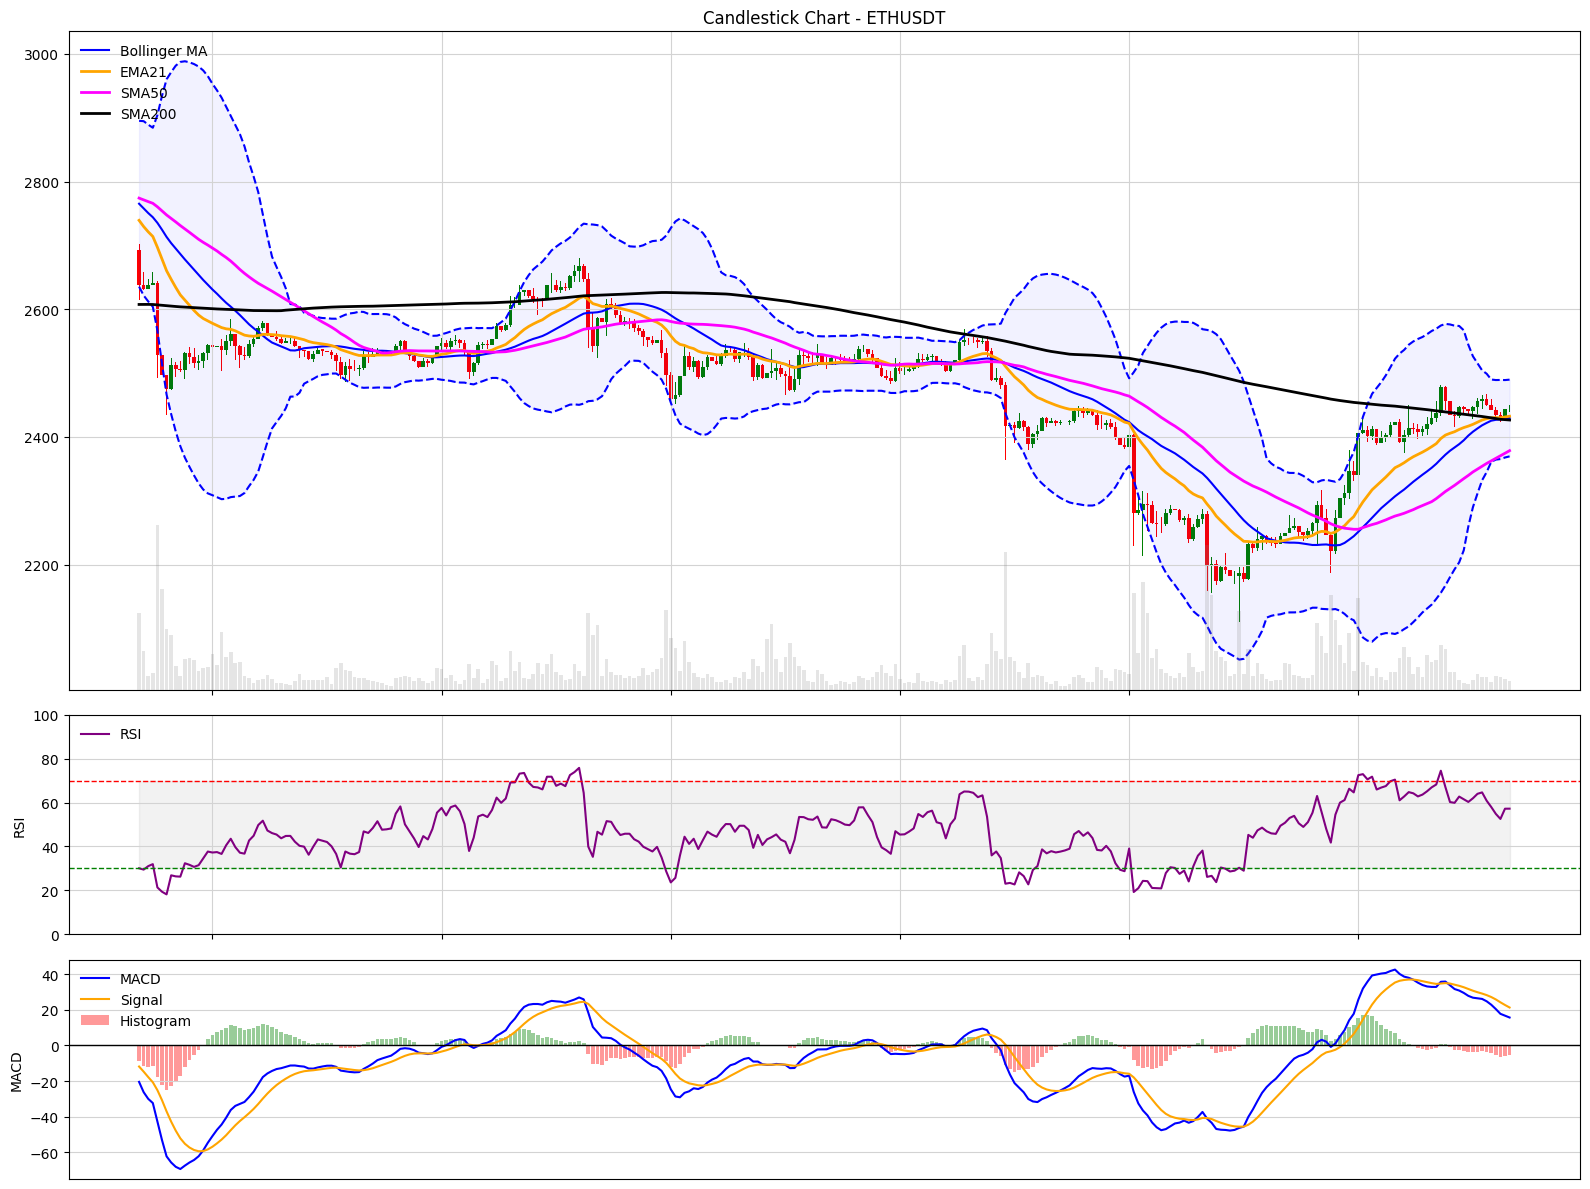 Candlestick Chart - ETHUSDT
Bollinger MA
EMA21
SMA50
SMA200
3000
2800
2600
2400
2200
RSI
100
80
60
40
20
0
RSI
MACD
Signal
Histogram
40
20
0
−20
−40
−60
MACD